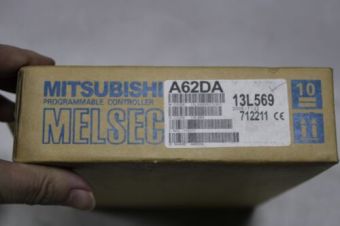 MITSUBISHI
PROGRAMMABLE CONTROLLER
MELSEC
A62DA
13L569
712211 CE
10